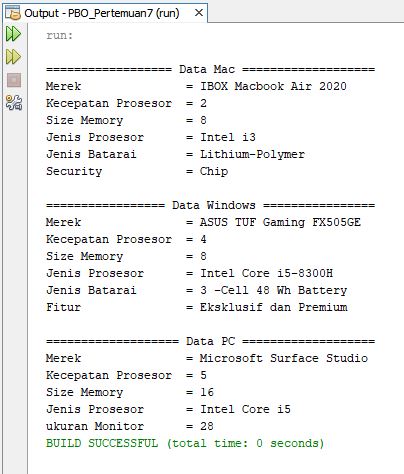 Output - PBO_Pertemuan7 (run)
run:
================== Data Mac ===================
Merek = IBOX Macbook Air 2020
Kecepatan Prosesor = 2
Size Memory = 8
Jenis Prosesor = Intel i3
Jenis Batarai = Lithium-Polymer
Security = Chip
================= Data Windows ================
Merek = ASUS TUF Gaming FX505GE
Kecepatan Prosesor = 4
Size Memory = 8
Jenis Prosesor = Intel Core i5-8300H
Jenis Batarai = 3 -Cell 48 Wh Battery
Fitur = Eksklusif dan Premium
=================== Data PC ===================
Merek = Microsoft Surface Studio
Kecepatan Prosesor = 5
Size Memory = 16
Jenis Prosesor = Intel Core i5
ukuran Monitor = 28
BUILD SUCCESSFUL (total time: 0 seconds)